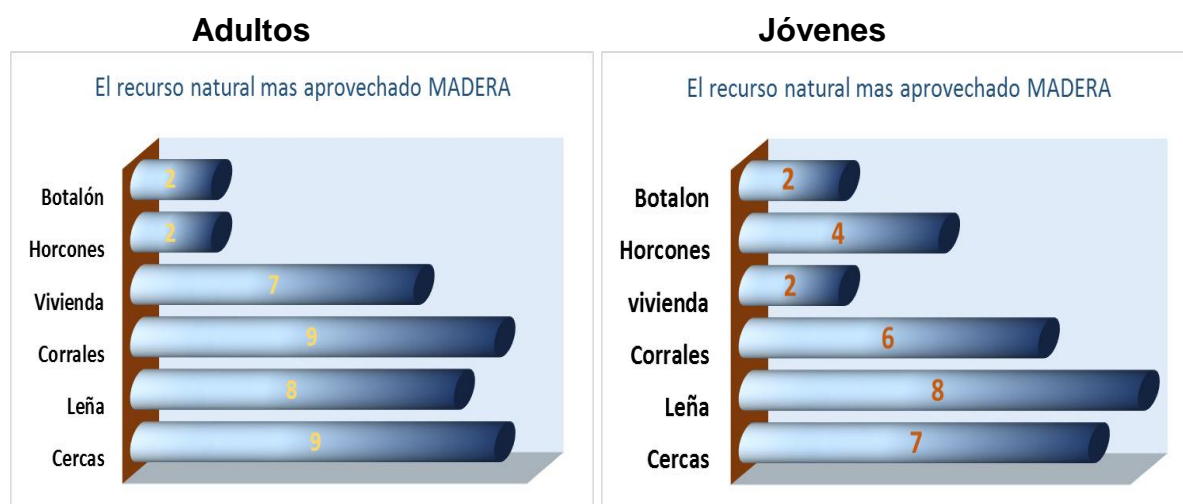 Adultos
El recurso natural mas aprovechado MADERA
Botalón 2
Horcones 2
Vivienda 7
Corrales 9
Leña 8
Cercas 9
Jóvenes
El recurso natural mas aprovechado MADERA
Botalon 2
Horcones 4
vivienda 2
Corrales 6
Leña 8
Cercas 7